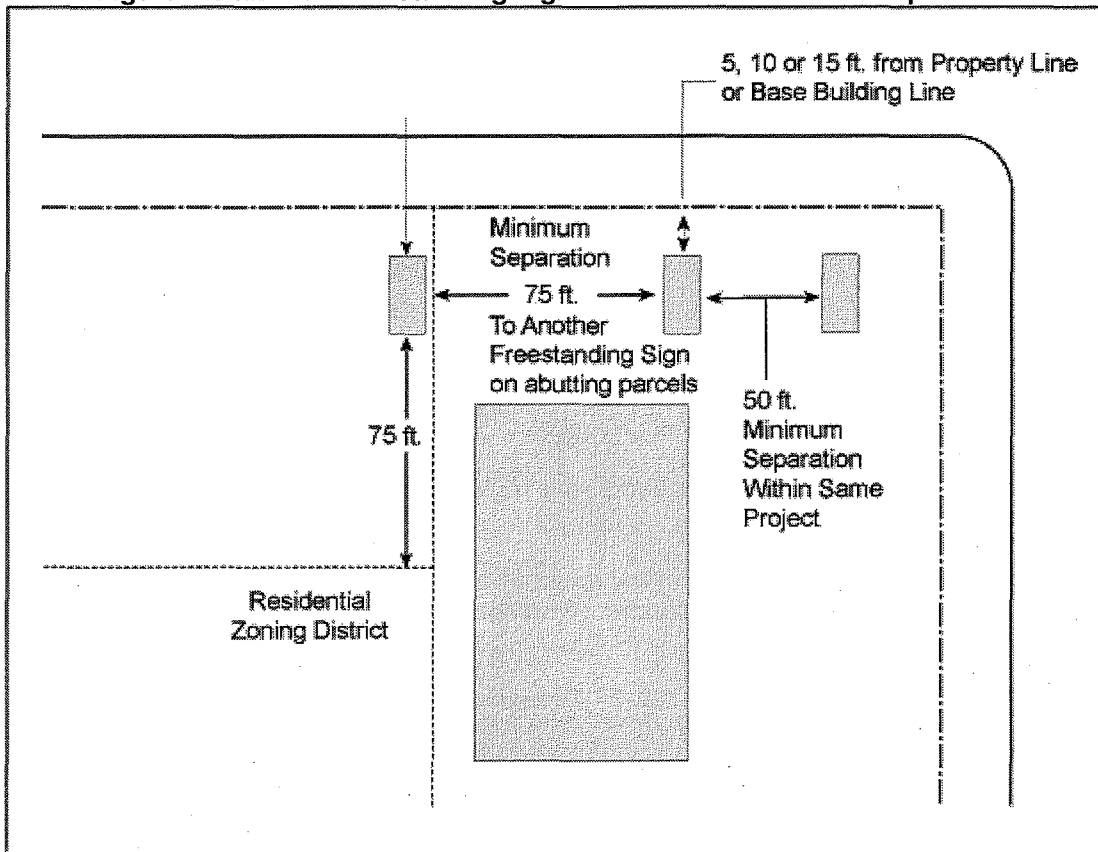 5, 10 or 15 ft. from Property Line
or Base Building Line
Minimum
Separation
75 ft.
To Another
Freestanding Sign
on abutting parcels
75 ft.
50 ft.
Minimum
Separation
Within Same
Project
Residential
Zoning District